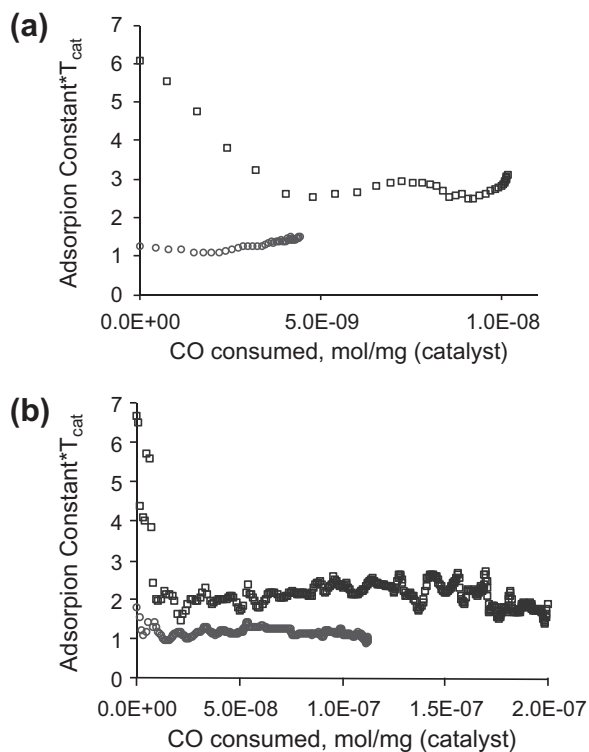 (a)
7
6
5
4
3
2
1
0
Adsorpion Constant*Tcat
0.0E+00 5.0E-09 1.0E-08
CO consumed, mol/mg (catalyst)
(b)
7
6
5
4
3
2
1
0
Adsorpion Constant*Tcat
0.0E+00 5.0E-08 1.0E-07 1.5E-07 2.0E-07
CO consumed, mol/mg (catalyst)